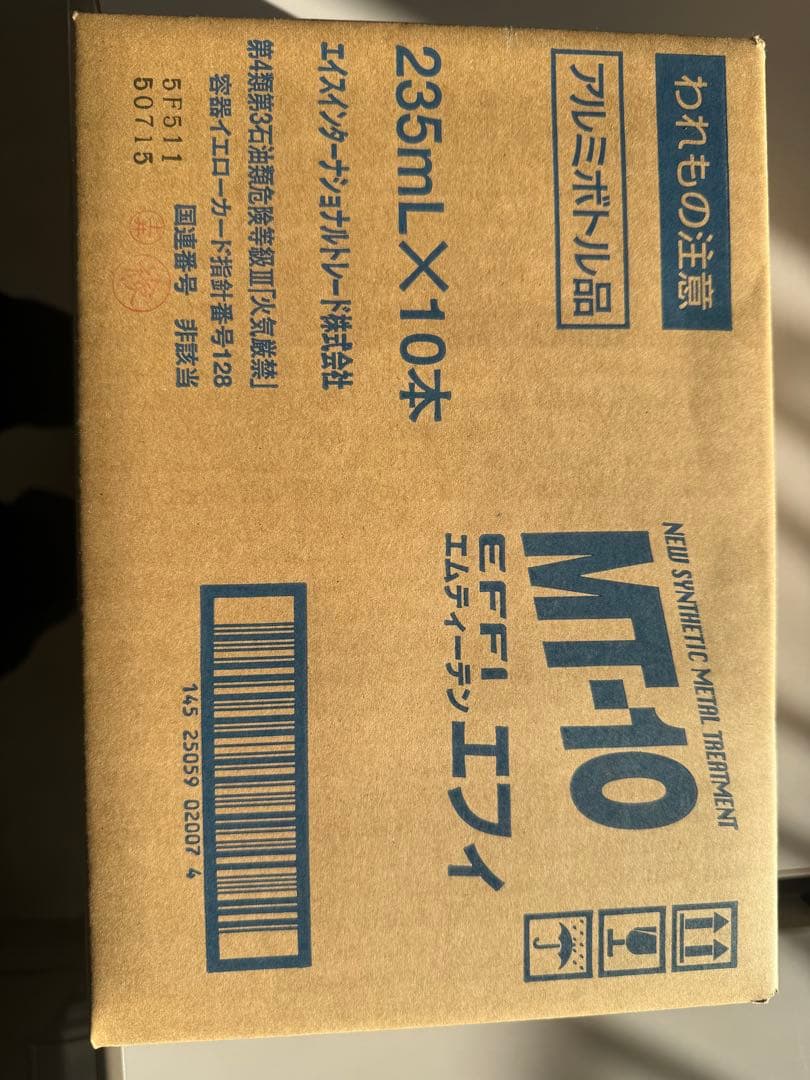 われもの注意
アルミボトル品
235mL×10本
エイスインターナショナルトレード株式会社
第4類第3石油類危険等級Ⅲ「火気厳禁」
容器イエローカード指針番号128
国連番号 非該当
5F511
50715
NEW SYNTHETIC METAL TREATMENT
MT-10
EFFI
エムティーテン エフィ
145 25059 02007 4